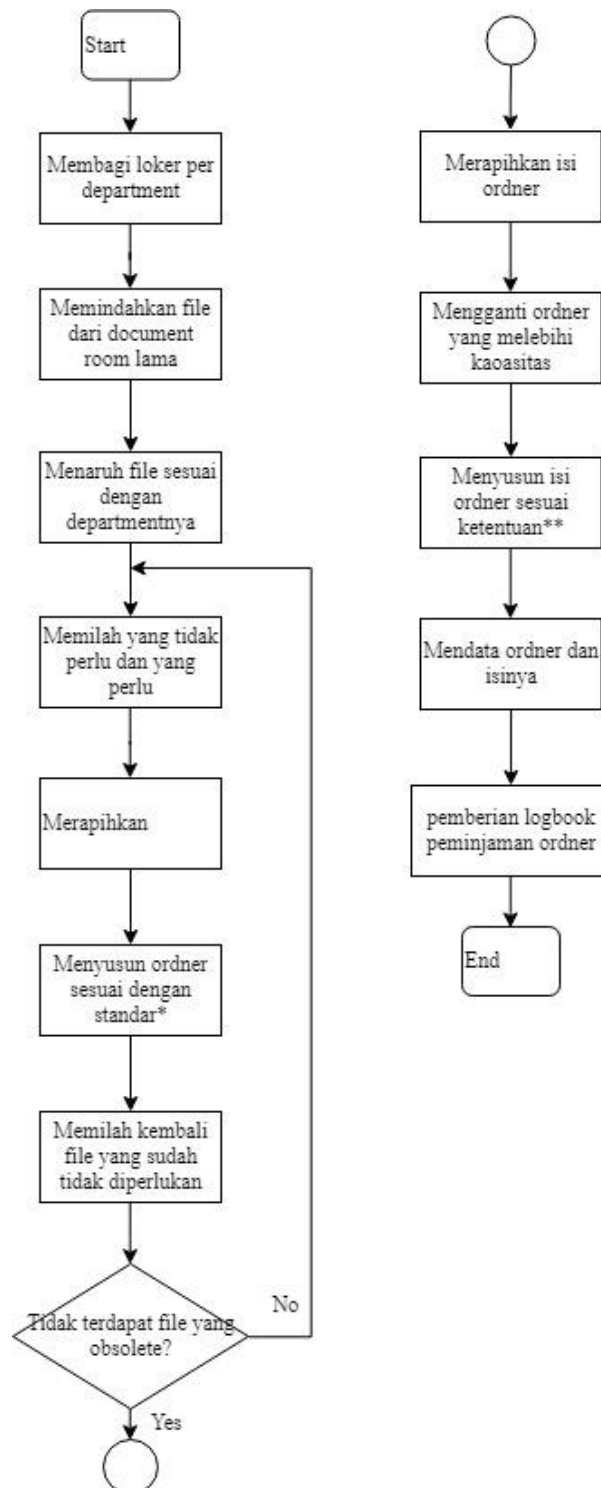 Start
Membagi loker per
department
Memindahkan file
dari document
room lama
Menaruh file sesuai
dengan
departmentnya
Memilah yang tidak
perlu dan yang
perlu
Merapihkan
Menyusun ordner
sesuai dengan
standar*
Memilah kembali
file yang sudah
tidak diperlukan
Tidak terdapat file yang
obsolete?
No
Yes
Merapihkan isi
ordner
Mengganti ordner
yang melebihi
kaoasitas
Menyusun isi
ordner sesuai
ketentuan**
Mendata ordner dan
isinya
pemberian logbook
peminjaman ordner
End